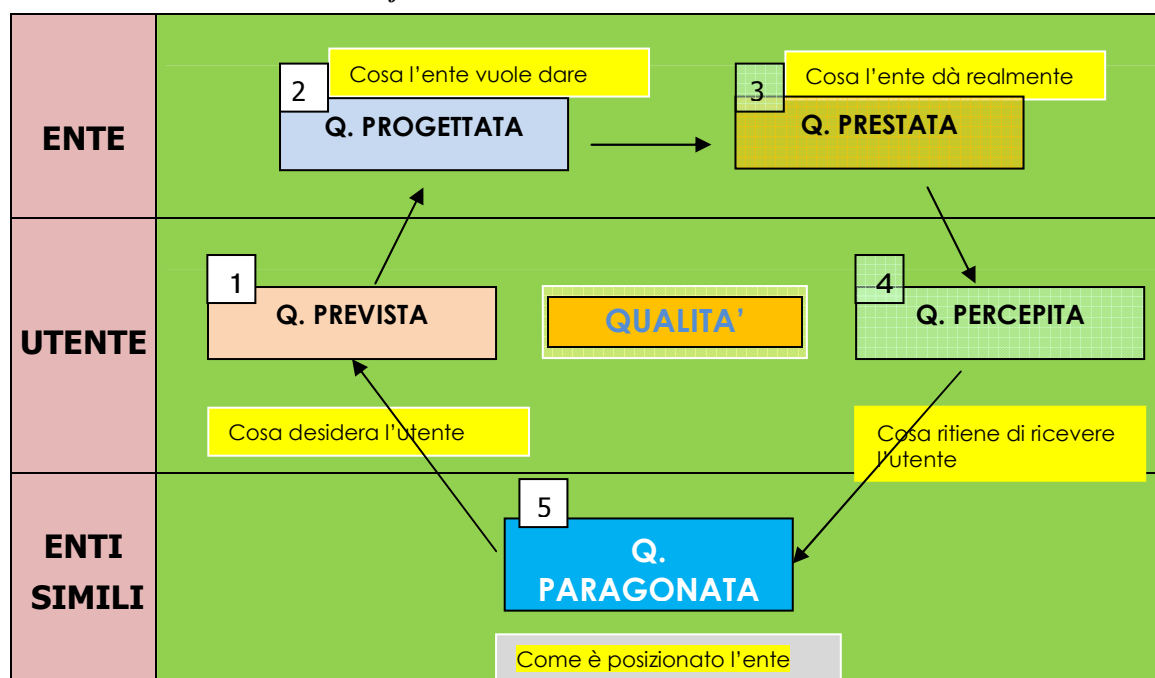 ENTE
Cosa l'ente vuole dare
2
Q. PROGETTATA
Cosa l'ente dà realmente
3
Q. PRESTATA
UTENTE
1
Q. PREVISTA
QUALITA’
4
Q. PERCEPITA
Cosa desidera l'utente
Cosa ritiene di ricevere
l'utente
ENTI
SIMILI
5
Q.
PARAGONATA
Come è posizionato l'ente